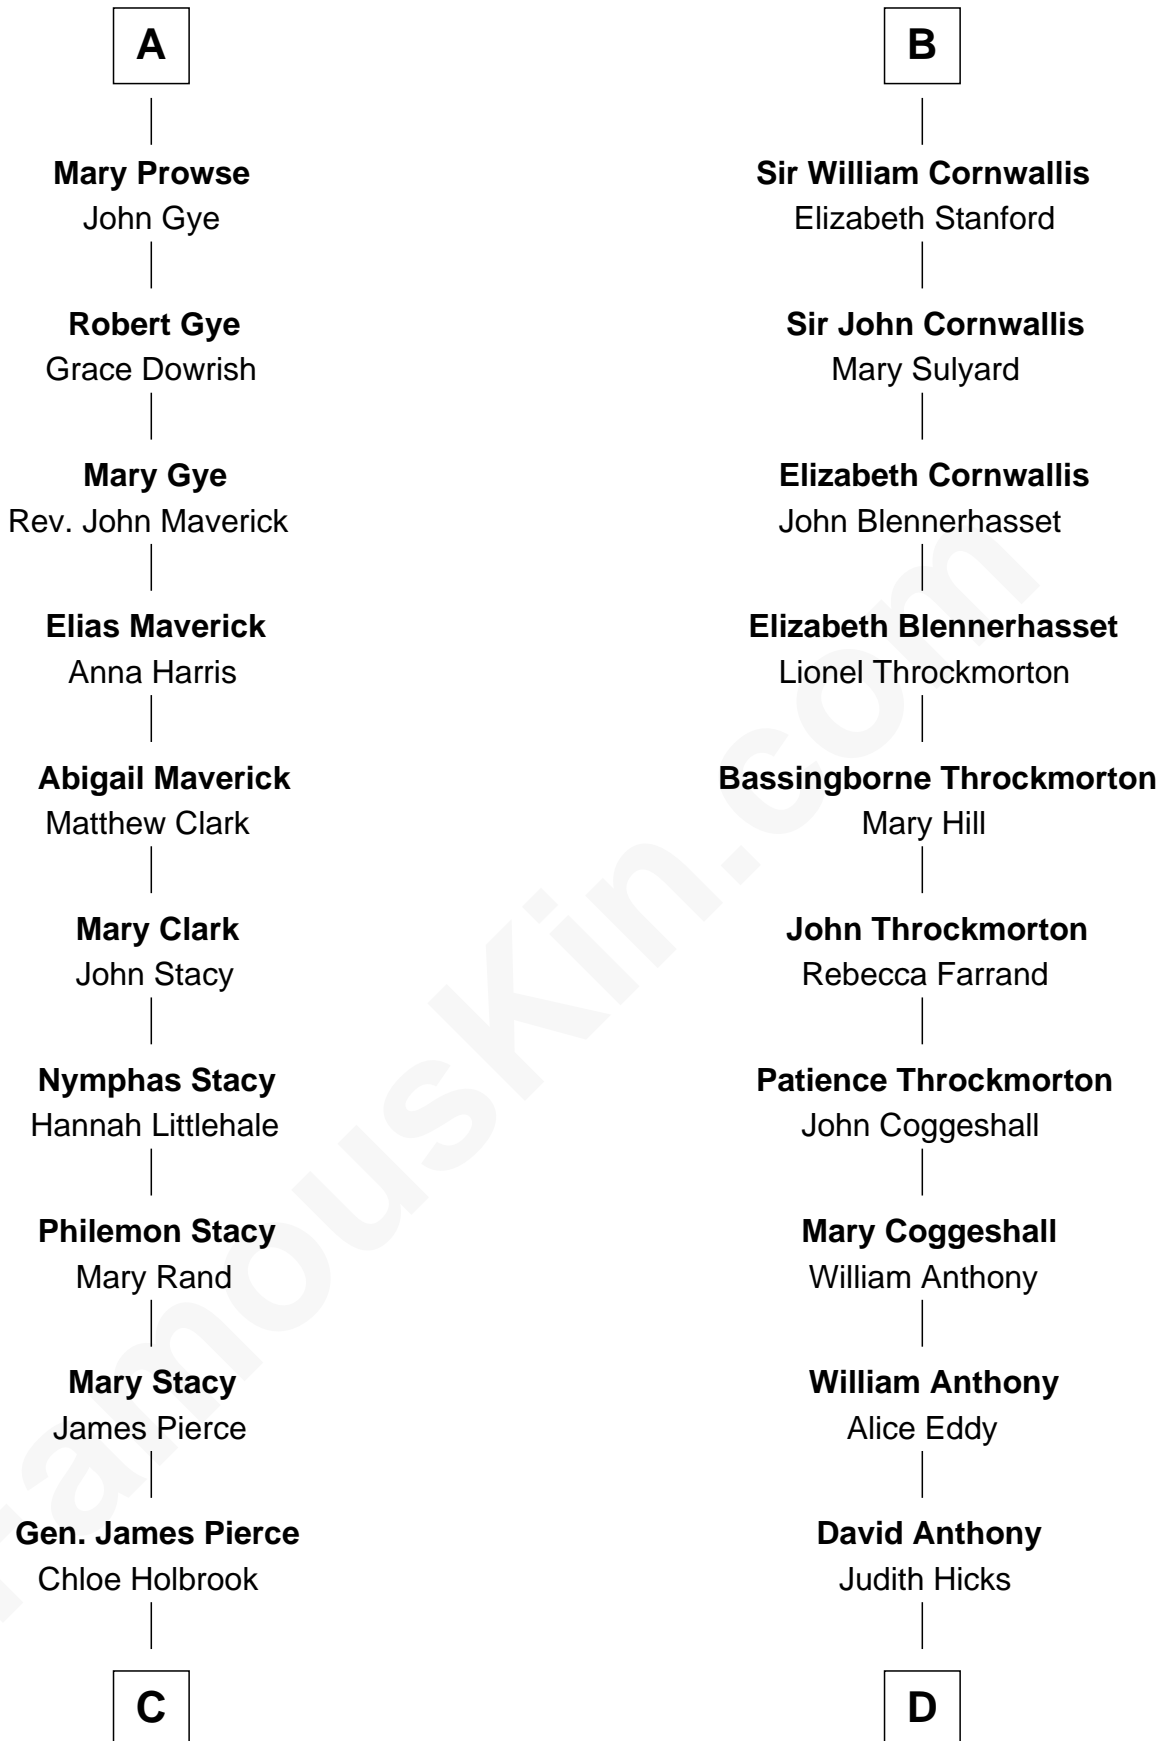 A
Mary Prowse
John Gye
Robert Gye
Grace Dowrish
Mary Gye
Rev. John Maverick
Elias Maverick
Anna Harris
Abigail Maverick
Matthew Clark
Mary Clark
John Stacy
Nymphas Stacy
Hannah Littlehale
Philemon Stacy
Mary Rand
Mary Stacy
James Pierce
Gen. James Pierce
Chloe Holbrook
C
B
Sir William Cornwallis
Elizabeth Stanford
Sir John Cornwallis
Mary Sulyard
Elizabeth Cornwallis
John Blennerhasset
Elizabeth Blennerhasset
Lionel Throckmorton
Bassingborne Throckmorton
Mary Hill
John Throckmorton
Rebecca Farrand
Patience Throckmorton
John Coggeshall
Mary Coggeshall
William Anthony
William Anthony
Alice Eddy
David Anthony
Judith Hicks
D
FamousKin.com